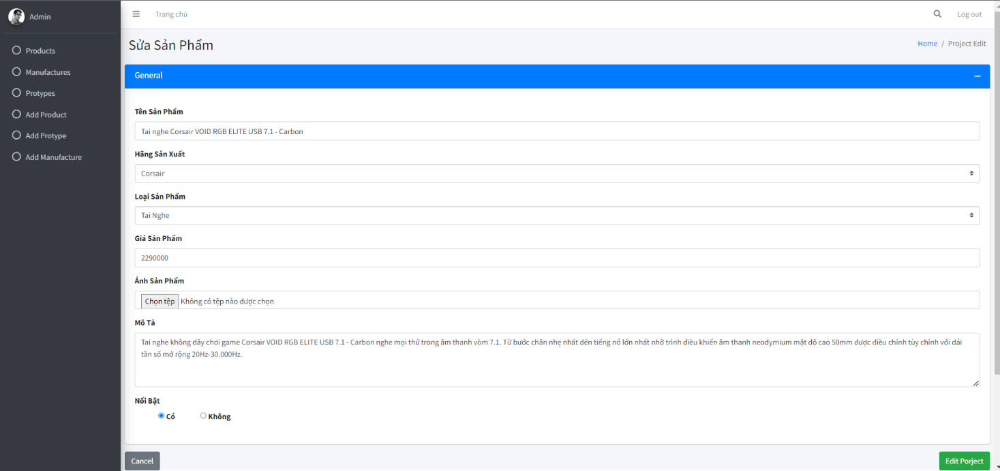 Admin
Trang chủ
Log out
Products
Manufactures
Protypes
Add Product
Add Protype
Add Manufacture
Sửa Sản Phẩm
Home / Project Edit
General
Tên Sản Phẩm
Tai nghe Corsair VOID RGB ELITE USB 7.1 - Carbon
Hãng Sản Xuất
Corsair
Loại Sản Phẩm
Tai Nghe
Giá Sản Phẩm
2290000
Ảnh Sản Phẩm
Chọn tệp Không có tệp nào được chọn
Mô Tả
Tai nghe không dây chơi game Corsair VOID RGB ELITE USB 7.1 - Carbon nghe mọi thứ trong âm thanh vòm 7.1. Từ bước chân nhẹ nhất đến tiếng nổ lớn nhất nhờ trình điều khiển âm thanh neodymium mật độ cao 50mm được điều chỉnh tùy chỉnh với dải
tần số mở rộng 20Hz-30.000Hz.
Nổi Bật
Có Không
Cancel
Edit Porject